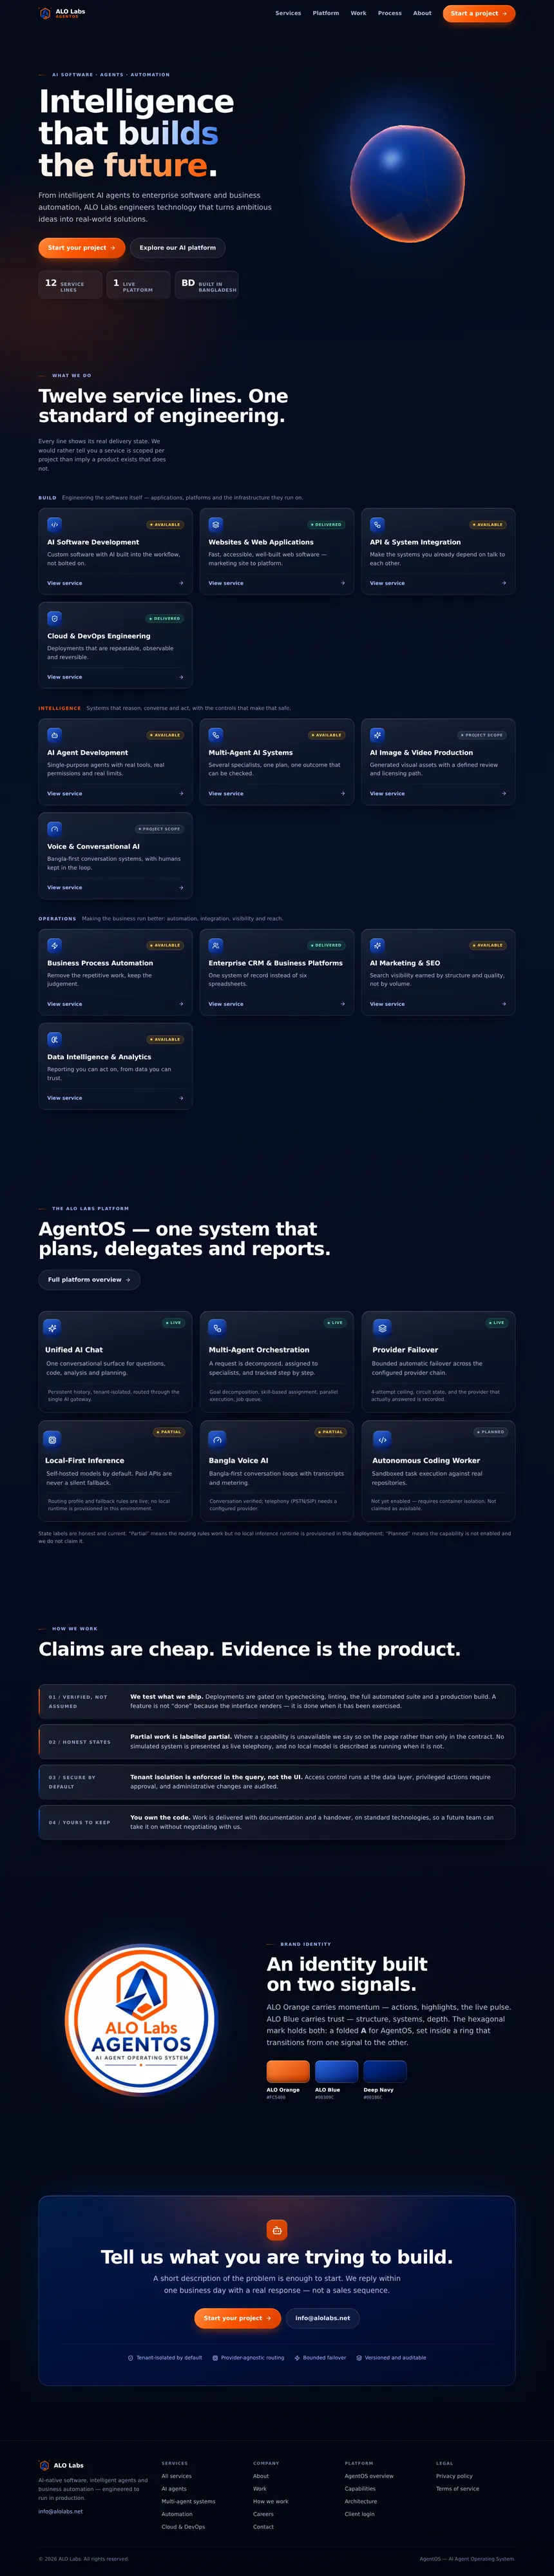 ALO Labs
AGENTOS
Services
Platform
Work
Process
About
Start a project →
AI SOFTWARE · AGENTS · AUTOMATION
Intelligence
that builds
the future.
From intelligent AI agents to enterprise software and business
automation, ALO Labs engineers technology that turns ambitious
ideas into real-world solutions.
Start your project →
Explore our AI platform
12 SERVICE
LINES
1 LIVE
PLATFORM
BD BUILT IN
BANGLADESH
WHAT WE DO
Twelve service lines. One
standard of engineering.
Every line shows its real delivery state. We
would rather tell you a service is scoped per
project than imply a product exists that does
not.
BUILD Engineering the software itself — applications, platforms and the infrastructure they run on.
AVAILABLE
AI Software Development
Custom software with AI built into the workflow,
not bolted on.
View service →
DELIVERED
Websites & Web Applications
Fast, accessible, well-built web software —
marketing site to platform.
View service →
AVAILABLE
API & System Integration
Make the systems you already depend on talk to
each other.
View service →
DELIVERED
Cloud & DevOps Engineering
Deployments that are repeatable, observable
and reversible.
View service →
INTELLIGENCE Systems that reason, converse and act, with the controls that make that safe.
AVAILABLE
AI Agent Development
Single-purpose agents with real tools, real
permissions and real limits.
View service →
AVAILABLE
Multi-Agent AI Systems
Several specialists, one plan, one outcome that
can be checked.
View service →
PROJECT SCOPE
AI Image & Video Production
Generated visual assets with a defined review
and licensing path.
View service →
PROJECT SCOPE
Voice & Conversational AI
Bangla-first conversation systems, with humans
kept in the loop.
View service →
OPERATIONS Making the business run better: automation, integration, visibility and reach.
AVAILABLE
Business Process Automation
Remove the repetitive work, keep the
judgement.
View service →
DELIVERED
Enterprise CRM & Business Platforms
One system of record instead of six
spreadsheets.
View service →
AVAILABLE
AI Marketing & SEO
Search visibility earned by structure and quality,
not by volume.
View service →
AVAILABLE
Data Intelligence & Analytics
Reporting you can act on, from data you can
trust.
View service →
THE ALO LABS PLATFORM
AgentOS — one system that
plans, delegates and reports.
Full platform overview →
LIVE
Unified AI Chat
One conversational surface for questions,
code, analysis and planning.
Persistent history, tenant-isolated, routed through the
single AI gateway.
LIVE
Multi-Agent Orchestration
A request is decomposed, assigned to
specialists, and tracked step by step.
Goal decomposition, skill-based assignment, parallel
execution, job queue.
LIVE
Provider Failover
Bounded automatic failover across the
configured provider chain.
4-attempt ceiling, circuit state, and the provider that
actually answered is recorded.
PARTIAL
Local-First Inference
Self-hosted models by default. Paid APIs are
never a silent fallback.
Routing profile and fallback rules are live; no local
runtime is provisioned in this environment.
PARTIAL
Bangla Voice AI
Bangla-first conversation loops with transcripts
and metering.
Conversation verified; telephony (PSTN/SIP) needs a
configured provider.
PLANNED
Autonomous Coding Worker
Sandboxed task execution against real
repositories.
Not yet enabled — requires container isolation. Not
claimed as available.
State labels are honest and current. "Partial" means the routing rules work but no local inference runtime is provisioned in this deployment; "Planned" means the capability is not enabled and
we do not claim it.
HOW WE WORK
Claims are cheap. Evidence is the product.
01 / VERIFIED, NOT
ASSUMED
We test what we ship. Deployments are gated on typechecking, linting, the full automated suite and a production build. A
feature is not "done" because the interface renders — it is done when it has been exercised.
02 / HONEST STATES
Partial work is labelled partial. Where a capability is unavailable we say so on the page rather than only in the contract. No
simulated system is presented as live telephony, and no local model is described as running when it is not.
03 / SECURE BY
DEFAULT
Tenant isolation is enforced in the query, not the UI. Access control runs at the data layer, privileged actions require
approval, and administrative changes are audited.
04 / YOURS TO KEEP
You own the code. Work is delivered with documentation and a handover, on standard technologies, so a future team can
take it on without negotiating with us.
ALO Labs
AGENTOS
AI AGENT OPERATING SYSTEM
BRAND IDENTITY
An identity built
on two signals.
ALO Orange carries momentum — actions, highlights, the live pulse.
ALO Blue carries trust — structure, systems, depth. The hexagonal
mark holds both: a folded A for AgentOS, set inside a ring that
transitions from one signal to the other.
ALO Orange
#FC5400
ALO Blue
#00309C
Deep Navy
Tell us what you are trying to build.
A short description of the problem is enough to start. We reply within
one business day with a real response — not a sales sequence.
Start your project →
info@alolabs.net
Tenant-isolated by default
Provider-agnostic routing
Bounded failover
Versioned and auditable
ALO Labs
AI-native software, intelligent agents and
business automation — engineered to
run in production.
info@alolabs.net
SERVICES
All services
AI agents
Multi-agent systems
Automation
Cloud & DevOps
COMPANY
About
Work
How we work
Careers
Contact
PLATFORM
AgentOS overview
Capabilities
Architecture
Client login
LEGAL
Privacy policy
Terms of service
© 2026 ALO Labs. All rights reserved.
AgentOS — AI Agent Operating System.